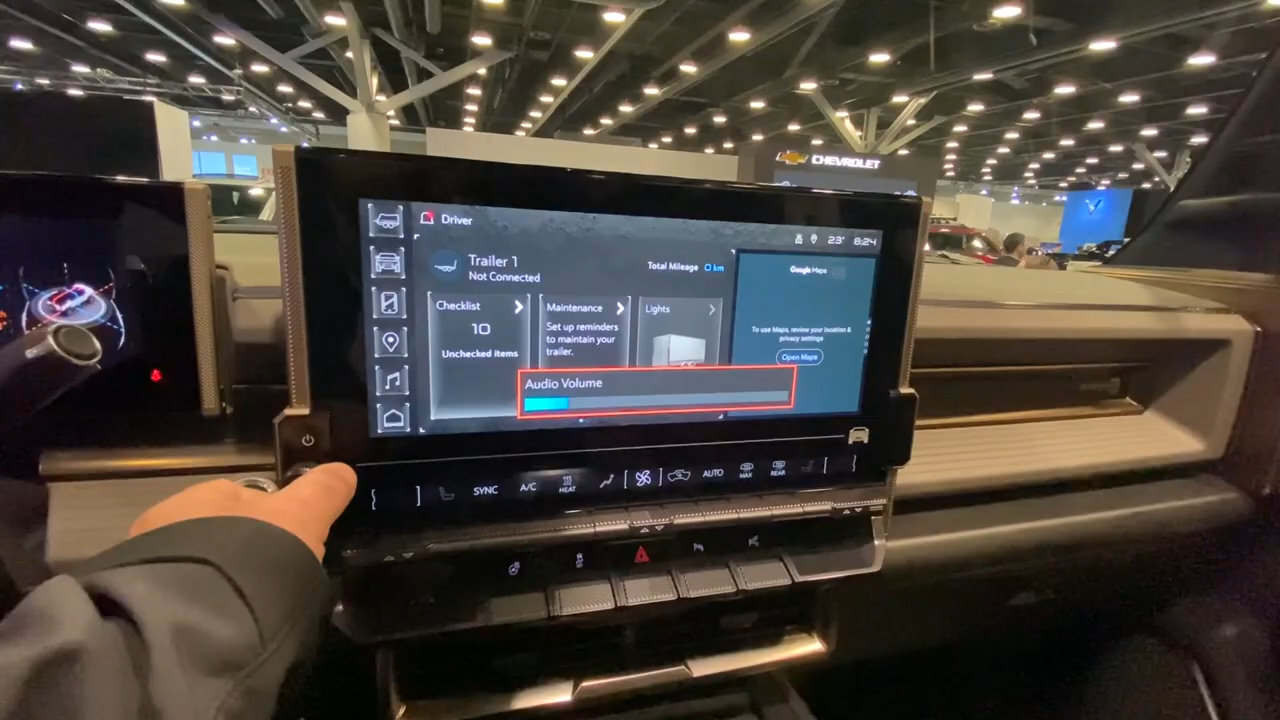 CHEVROLET
Driver
23° 8:24
Trailer 1
Not Connected
Total Mileage 0 km
Google Maps
Checklist
10
Unchecked items
Maintenance
Set up reminders
to maintain your
trailer.
Lights
To use Maps, review your location &
privacy settings
Open Maps
Audio Volume
SYNC
A/C
HEAT
AUTO
MAX
REAR